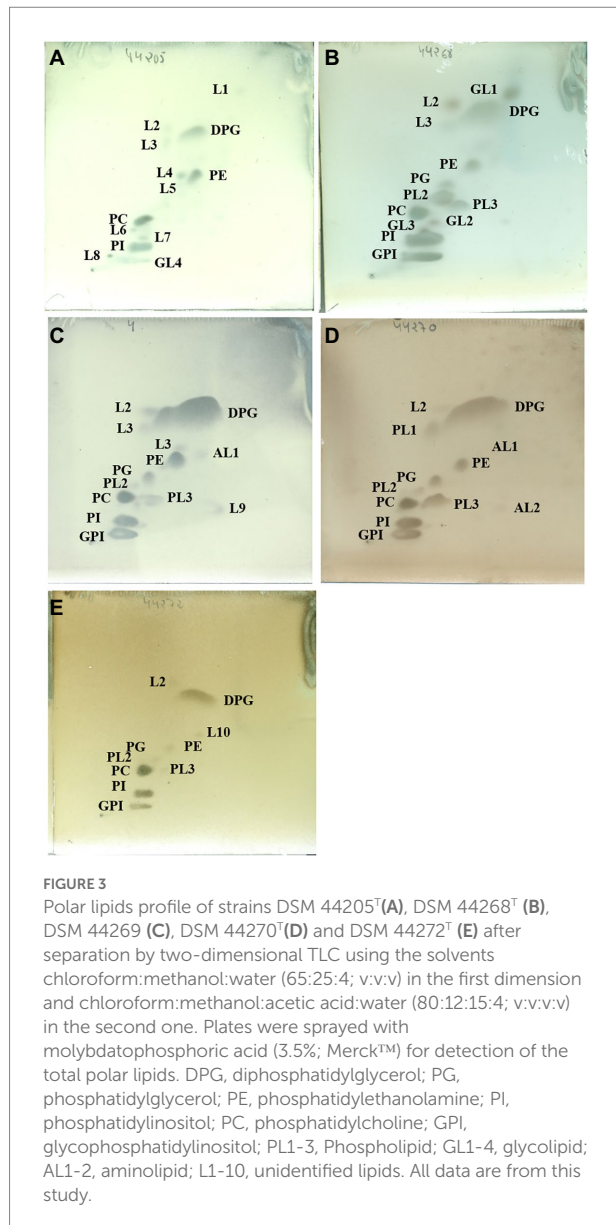 A
44205
L1
L2
DPG
L3
L4
PE
L5
PC
L6
L7
PI
L8
GL4
B
44268
GL1
L2
DPG
L3
PE
PG
PL2
PL3
PC
GL3
GL2
PI
GPI
C
4
L2
DPG
L3
L3
AL1
PE
PG
PL2
PC
PL3
L9
PI
GPI
D
44270
L2
DPG
PL1
AL1
PE
PG
PL2
PC
PL3
AL2
PI
GPI
E
44272
L2
DPG
L10
PG
PE
PL2
PC
PL3
PI
GPI
FIGURE 3
Polar lipids profile of strains DSM 44205ᵀ(A), DSM 44268ᵀ (B),
DSM 44269 (C), DSM 44270ᵀ(D) and DSM 44272ᵀ (E) after
separation by two-dimensional TLC using the solvents
chloroform:methanol:water (65:25:4; v:v:v) in the first dimension
and chloroform:methanol:acetic acid:water (80:12:15:4; v:v:v:v)
in the second one. Plates were sprayed with
molybdatophosphoric acid (3.5%; Merck™) for detection of the
total polar lipids. DPG, diphosphatidylglycerol; PG,
phosphatidylglycerol; PE, phosphatidylethanolamine; PI,
phosphatidylinositol; PC, phosphatidylcholine; GPI,
glycophosphatidylinositol; PL1-3, Phospholipid; GL1-4, glycolipid;
AL1-2, aminolipid; L1-10, unidentified lipids. All data are from this
study.